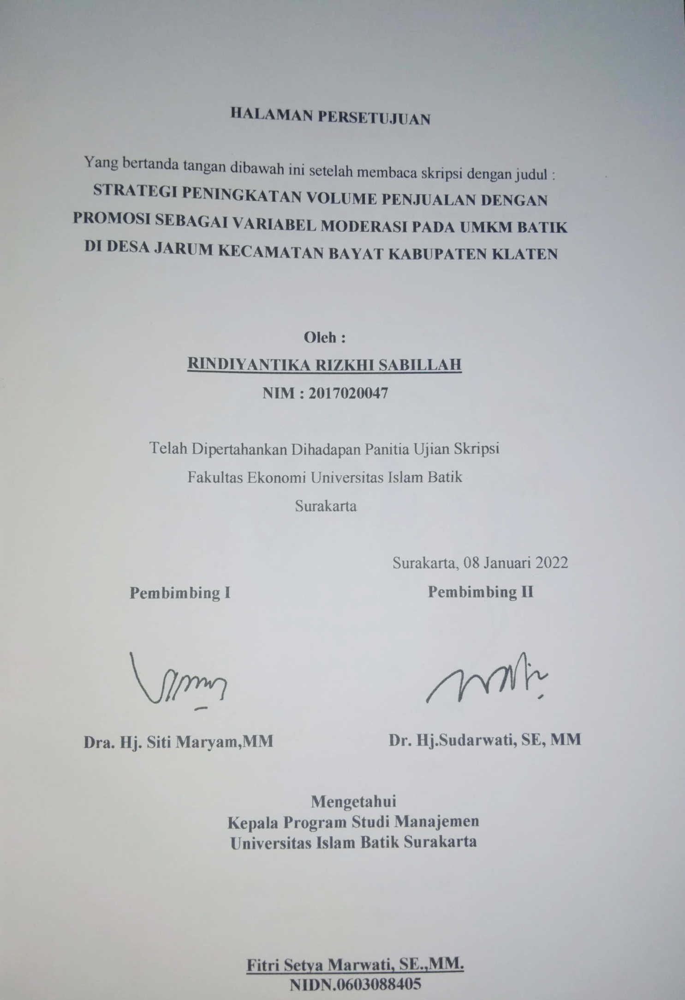 HALAMAN PERSETUJUAN
Yang bertanda tangan dibawah ini setelah membaca skripsi dengan judul :
STRATEGI PENINGKATAN VOLUME PENJUALAN DENGAN
PROMOSI SEBAGAI VARIABEL MODERASI PADA UMKM BATIK
DI DESA JARUM KECAMATAN BAYAT KABUPATEN KLATEN
Oleh :
RINDIYANTIKA RIZKHI SABILLAH
NIM : 2017020047
Telah Dipertahankan Dihadapan Panitia Ujian Skripsi
Fakultas Ekonomi Universitas Islam Batik
Surakarta
Surakarta, 08 Januari 2022
Pembimbing I Pembimbing II
Dra. Hj. Siti Maryam,MM Dr. Hj.Sudarwati, SE, MM
Mengetahui
Kepala Program Studi Manajemen
Universitas Islam Batik Surakarta
Fitri Setya Marwati, SE.,MM.
NIDN.0603088405